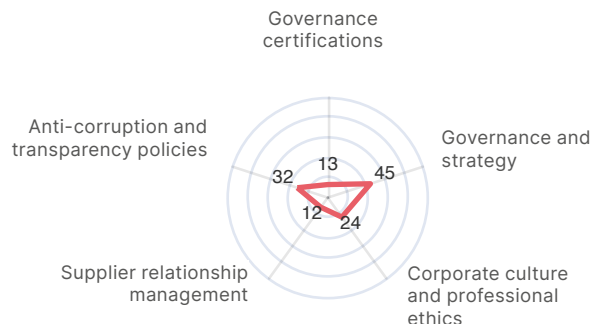 Governance
certifications
Anti-corruption and
transparency policies
Governance and
strategy
13
32
45
12
24
Supplier relationship
management
Corporate culture
and professional
ethics